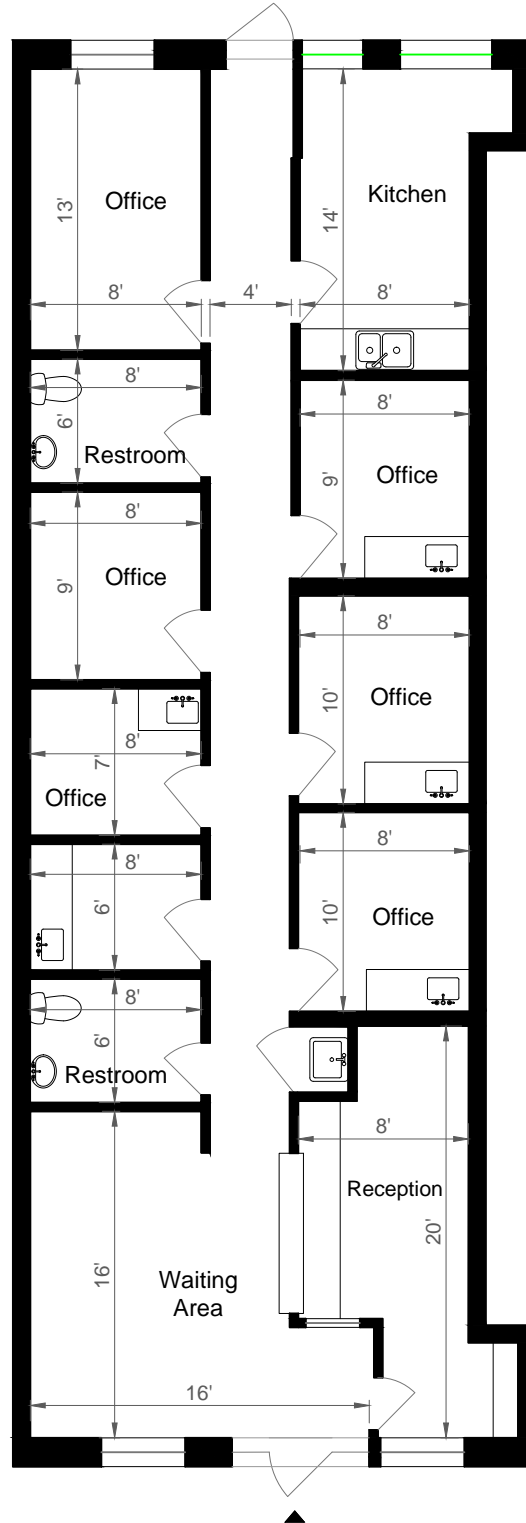 Office
13'
8'
4'
Kitchen
14'
8'
8'
6'
Restroom
8'
9'
Office
8'
9'
Office
8'
10'
Office
8'
7'
Office
8'
6'
8'
10'
Office
8'
6'
Restroom
8'
Reception
20'
16'
Waiting
Area
16'